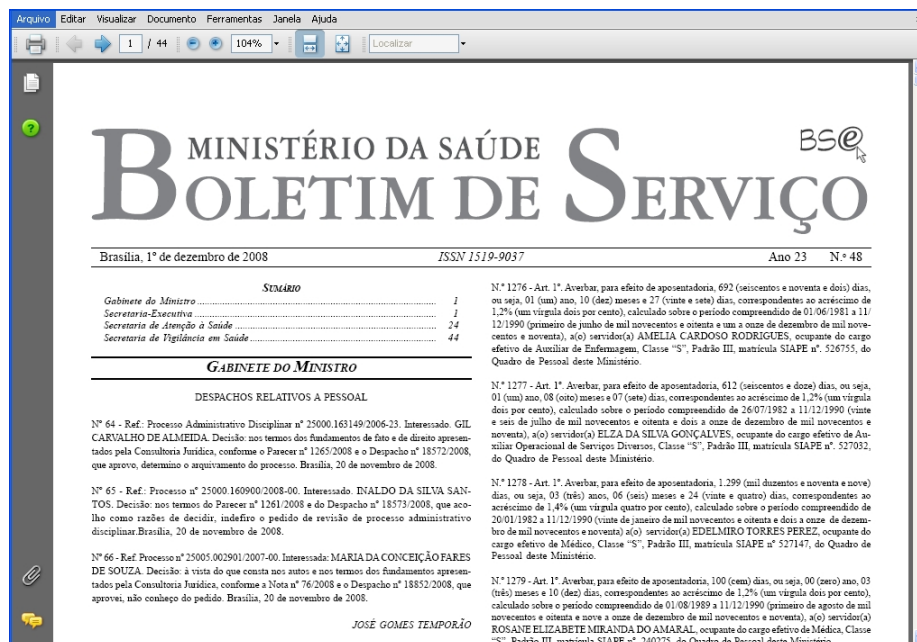 Arquivo Editar Visualizar Documento Ferramentas Janela Ajuda
1 / 44 104% Localizar
BSe
MINISTÉRIO DA SAÚDE
BOLETIM DE SERVIÇO
Brasília, 1º de dezembro de 2008 ISSN 1519-9037 Ano 23 N.º 48
SUMÁRIO
Gabinete do Ministro 1
Secretaria-Executiva 1
Secretaria de Atenção à Saúde 24
Secretaria de Vigilância em Saúde 44
GABINETE DO MINISTRO
DESPACHOS RELATIVOS A PESSOAL
Nº 64 - Ref.: Processo Administrativo Disciplinar nº 25000.163149/2006-23. Interessado. GIL
CARVALHO DE ALMEIDA. Decisão: nos termos dos fundamentos de fato e de direito apresen-
tados pela Consultoria Jurídica, conforme o Parecer nº 1265/2008 e o Despacho nº 18572/2008,
que aprovo, determino o arquivamento do processo. Brasília, 20 de novembro de 2008.
Nº 65 - Ref.: Processo nº 25000.160900/2008-00. Interessado. INALDO DA SILVA SAN-
TOS. Decisão: nos termos do Parecer nº 1261/2008 e do Despacho nº 18573/2008, que aco-
lho como razões de decidir, indefiro o pedido de revisão de processo administrativo
disciplinar.Brasília, 20 de novembro de 2008.
Nº 66 - Ref. Processo nº 25005.002901/2007-00. Interessada: MARIA DA CONCEIÇÃO FARES
DE SOUZA. Decisão: à vista do que consta nos autos e nos termos dos fundamentos apresen-
tados pela Consultoria Jurídica, conforme a Nota nº 76/2008 e o Despacho nº 18852/2008, que
aprovei, não conheço do pedido. Brasília, 20 de novembro de 2008.
JOSÉ GOMES TEMPORÃO
N.º 1276 - Art. 1º. Averbar, para efeito de aposentadoria, 692 (seiscentos e noventa e dois) dias,
ou seja, 01 (um) ano, 10 (dez) meses e 27 (vinte e sete) dias, correspondentes ao acréscimo de
1,2% (um vírgula dois por cento), calculado sobre o período compreendido de 01/06/1981 a 11/
12/1990 (primeiro de junho de mil novecentos e oitenta e um a onze de dezembro de mil nove-
centos e noventa), a(o) servidor(a) AMELIA CARDOSO RODRIGUES, ocupante do cargo
efetivo de Auxiliar de Enfermagem, Classe “S”, Padrão III, matrícula SIAPE nº. 526755, do
Quadro de Pessoal deste Ministério.
N.º 1277 - Art. 1º. Averbar, para efeito de aposentadoria, 612 (seiscentos e doze) dias, ou seja,
01 (um) ano, 08 (oito) meses e 07 (sete) dias, correspondentes ao acréscimo de 1,2% (um vírgula
dois por cento), calculado sobre o período compreendido de 26/07/1982 a 11/12/1990 (vinte
e seis de julho de mil novecentos e oitenta e dois a onze de dezembro de mil novecentos e
noventa), a(o) servidor(a) ELZA DA SILVA GONÇALVES, ocupante do cargo efetivo de Au-
xiliar Operacional de Serviços Diversos, Classe “S”, Padrão III, matrícula SIAPE nº. 527032,
do Quadro de Pessoal deste Ministério.
N.º 1278 - Art. 1º. Averbar, para efeito de aposentadoria, 1.299 (mil duzentos e noventa e nove)
dias, ou seja, 03 (três) anos, 06 (seis) meses e 24 (vinte e quatro) dias, correspondentes ao
acréscimo de 1,4% (um vírgula quatro por cento), calculado sobre o período compreendido de
20/01/1982 a 11/12/1990 (vinte de janeiro de mil novecentos e oitenta e dois a onze de dezem-
bro de mil novecentos e noventa) a(o) servidor(a) EDELMIRO TORRES PEREZ, ocupante do
cargo efetivo de Médico, Classe “S”, Padrão III, matrícula SIAPE nº 527147, do Quadro de
Pessoal deste Ministério.
N.º 1279 - Art. 1º. Averbar, para efeito de aposentadoria, 100 (cem) dias, ou seja, 00 (zero) ano, 03
(três) meses e 10 (dez) dias, correspondentes ao acréscimo de 1,2% (um vírgula dois por cento),
calculado sobre o período compreendido de 01/08/1989 a 11/12/1990 (primeiro de agosto de mil
novecentos e oitenta e nove a onze de dezembro de mil novecentos e noventa), a(o) servidor(a)
ROSANE ELIZABETE MIRANDA DO AMARAL, ocupante do cargo efetivo de Médica, Classe
“S”, Padrão III, matrícula SIAPE nº. 240275, do Quadro de Pessoal deste Ministério.